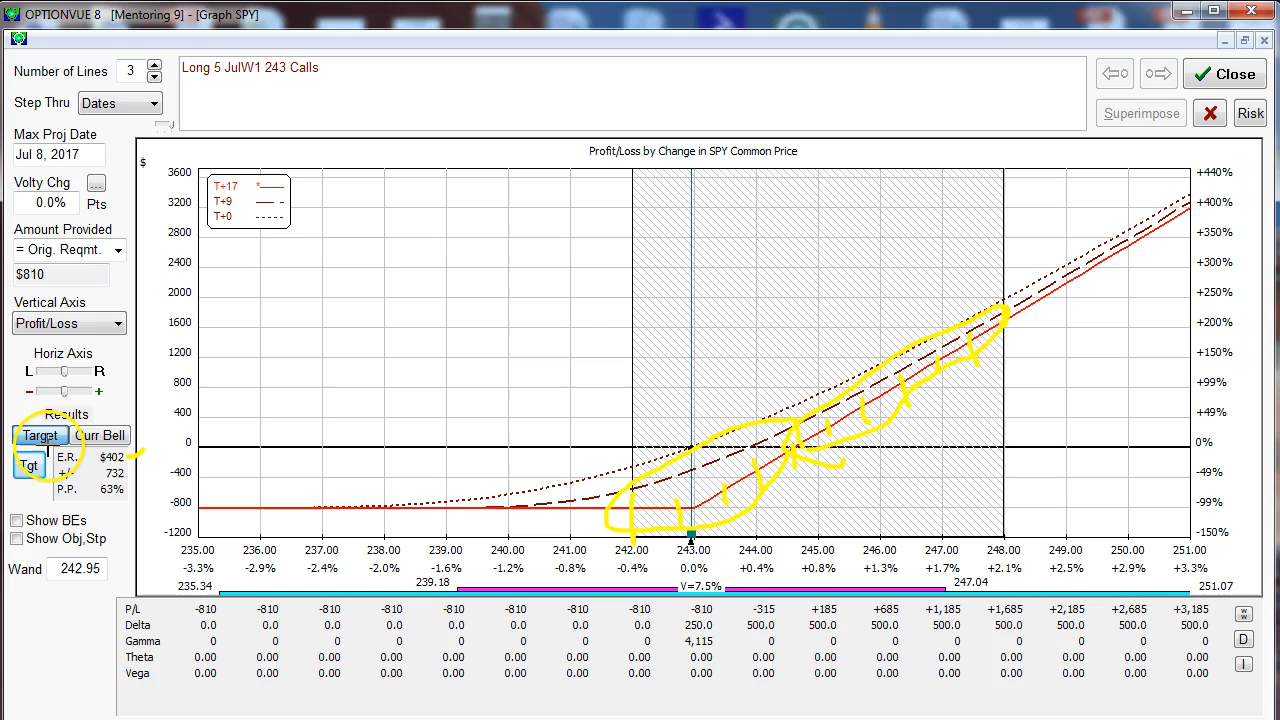 OPTIONVUE 8 [Mentoring 9] - [Graph SPY]
Number of Lines 3
Long 5 JulW1 243 Calls
Close
Step Thru Dates
Superimpose
Risk
Max Proj Date
Jul 8, 2017
Volty Chg ...
0.0% Pts
Amount Provided
= Orig. Reqmt.
$810
Vertical Axis
Profit/Loss
Horiz Axis
L R
- +
Results
Target Curr Bell
Tgt
E.R. $402
+/- 732
P.P. 63%
Show BEs
Show Obj,Stp
Wand 242.95
Profit/Loss by Change in SPY Common Price
$
T+17 *
T+9
T+0
3600 +440%
3200 +400%
2800 +350%
2400 +300%
2000 +250%
1600 +200%
1200 +150%
800 +99%
400 +49%
0 0%
-400 -49%
-800 -99%
-1200 -150%
235.00 236.00 237.00 238.00 239.00 240.00 241.00 242.00 243.00 244.00 245.00 246.00 247.00 248.00 249.00 250.00 251.00
-3.3% -2.9% -2.4% -2.0% -1.6% -1.2% -0.8% -0.4% 0.0% +0.4% +0.8% +1.3% +1.7% +2.1% +2.5% +2.9% +3.3%
235.34 239.18 V=7.5% 247.04 251.07
P/L -810 -810 -810 -810 -810 -810 -810 -810 -810 -315 +185 +685 +1,185 +1,685 +2,185 +2,685 +3,185
Delta 0.0 0.0 0.0 0.0 0.0 0.0 0.0 0.0 250.0 500.0 500.0 500.0 500.0 500.0 500.0 500.0 500.0
Gamma 0 0 0 0 0 0 0 0 4,115 0 0 0 0 0 0 0 0
Theta 0.00 0.00 0.00 0.00 0.00 0.00 0.00 0.00 0.00 0.00 0.00 0.00 0.00 0.00 0.00 0.00 0.00
Vega 0.00 0.00 0.00 0.00 0.00 0.00 0.00 0.00 0.00 0.00 0.00 0.00 0.00 0.00 0.00 0.00 0.00
D
I